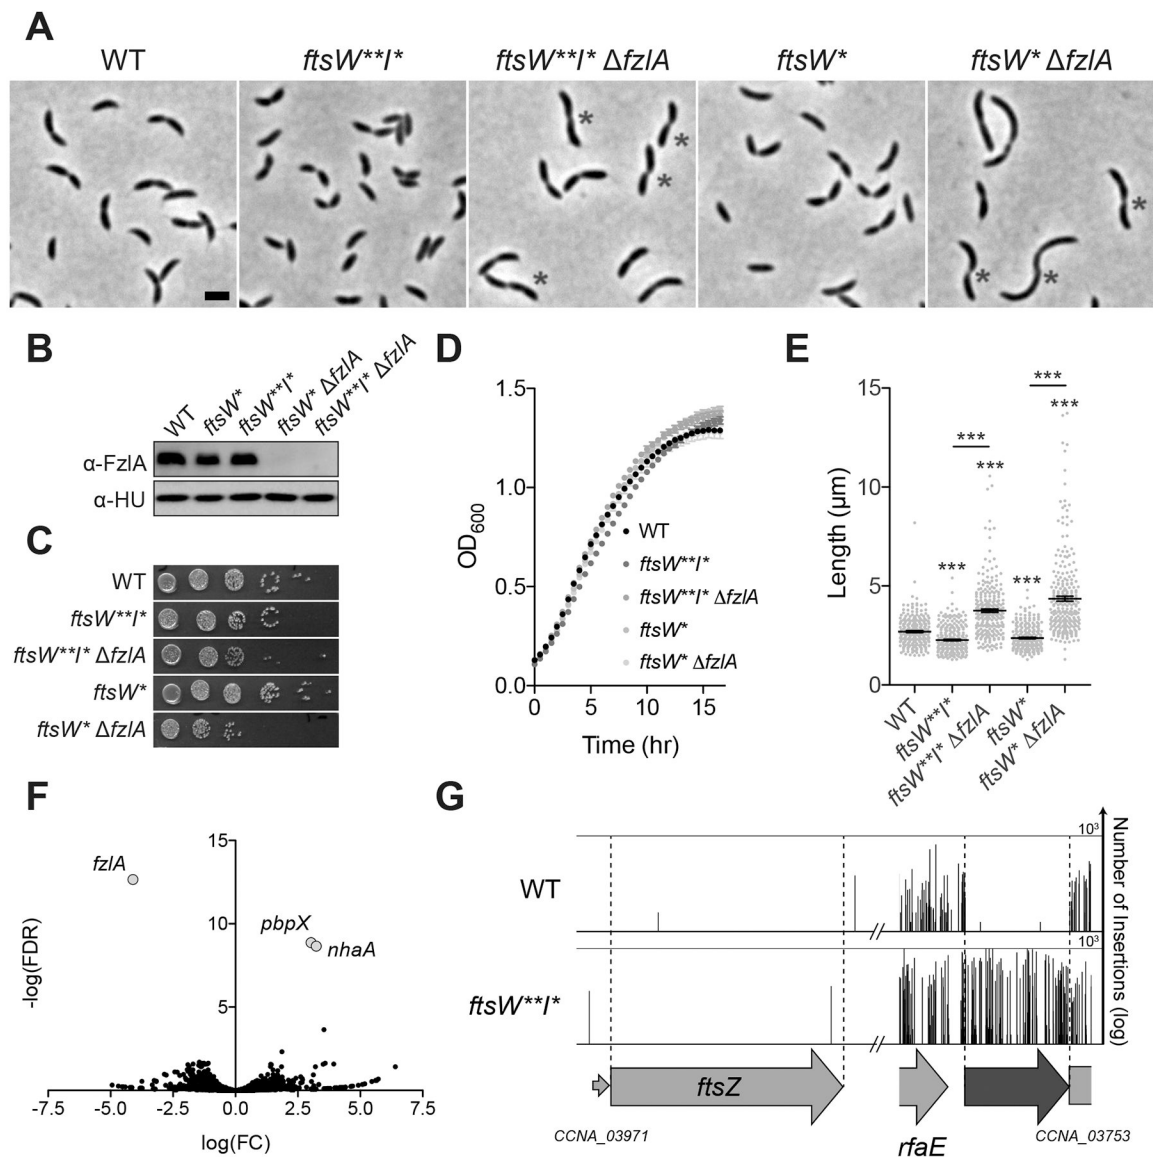 A
WT
ftsW**I*
ftsW**I* ΔfzlA
ftsW*
ftsW* ΔfzlA
*
*
*
*
*
*
*
B
WT
ftsW*
ftsW**I*
ftsW* ΔfzlA
ftsW**I* ΔfzlA
α-FzlA
α-HU
C
WT
ftsW**I*
ftsW**I* ΔfzlA
ftsW*
ftsW* ΔfzlA
D
1.5
1.0
0.5
0.0
OD600
0
5
10
15
Time (hr)
WT
ftsW**I*
ftsW**I* ΔfzlA
ftsW*
ftsW* ΔfzlA
E
15
10
5
0
Length (μm)
***
***
***
***
***
***
WT
ftsW**I*
ftsW**I* ΔfzlA
ftsW*
ftsW* ΔfzlA
F
15
10
5
-log(FDR)
fzlA
pbpX
nhaA
-7.5
-5.0
-2.5
0.0
2.5
5.0
7.5
log(FC)
G
WT
ftsW**I*
10³
10³
Number of Insertions (log)
ftsZ
CCNA_03971
rfaE
CCNA_03753